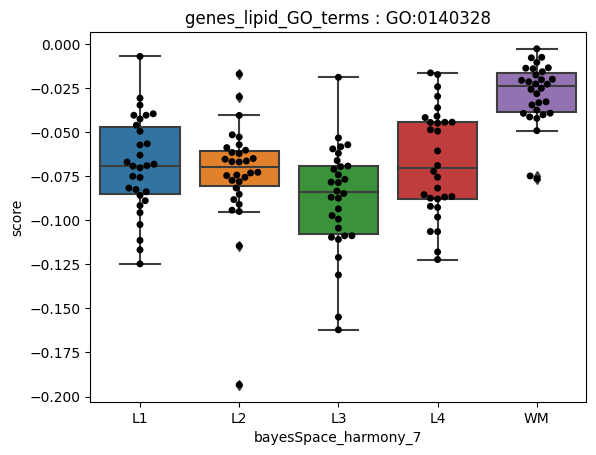 genes_lipid_GO_terms : GO:0140328
0.000
−0.025
−0.050
−0.075
−0.100
−0.125
−0.150
−0.175
−0.200
score
L1 L2 L3 L4 WM
bayesSpace_harmony_7